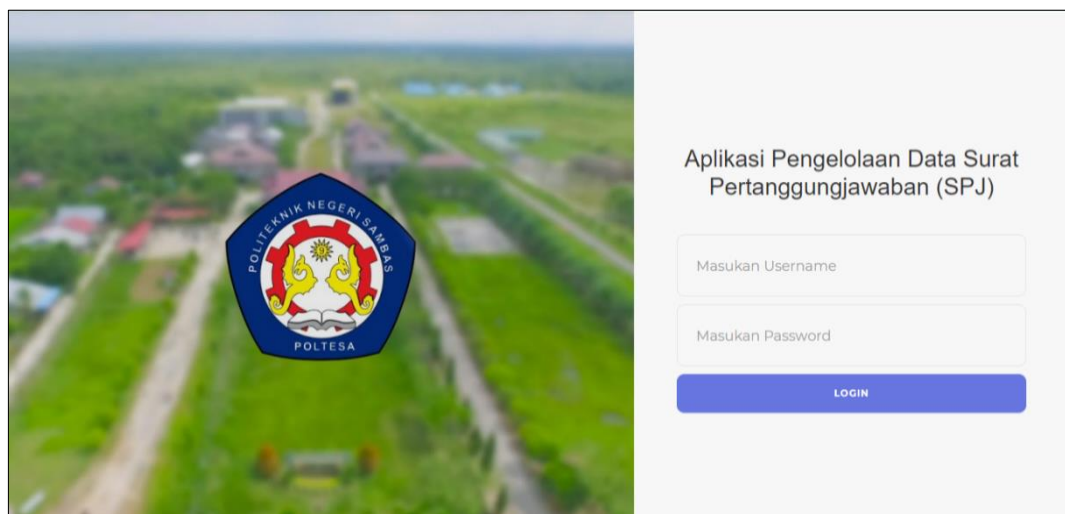 POLITEKNIK NEGERI SAMBAS
POLTESA
Aplikasi Pengelolaan Data Surat
Pertanggungjawaban (SPJ)
Masukan Username
Masukan Password
LOGIN